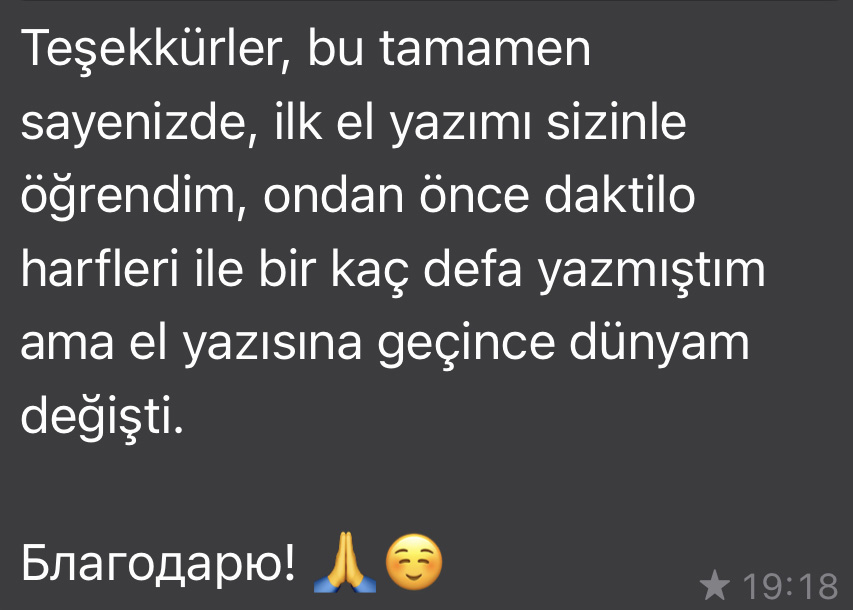 Teşekkürler, bu tamamen
sayenizde, ilk el yazımı sizinle
öğrendim, ondan önce daktilo
harfleri ile bir kaç defa yazmıştım
ama el yazısına geçince dünyam
değişti.
Благодарю! 🙏☺️
★ 19:18